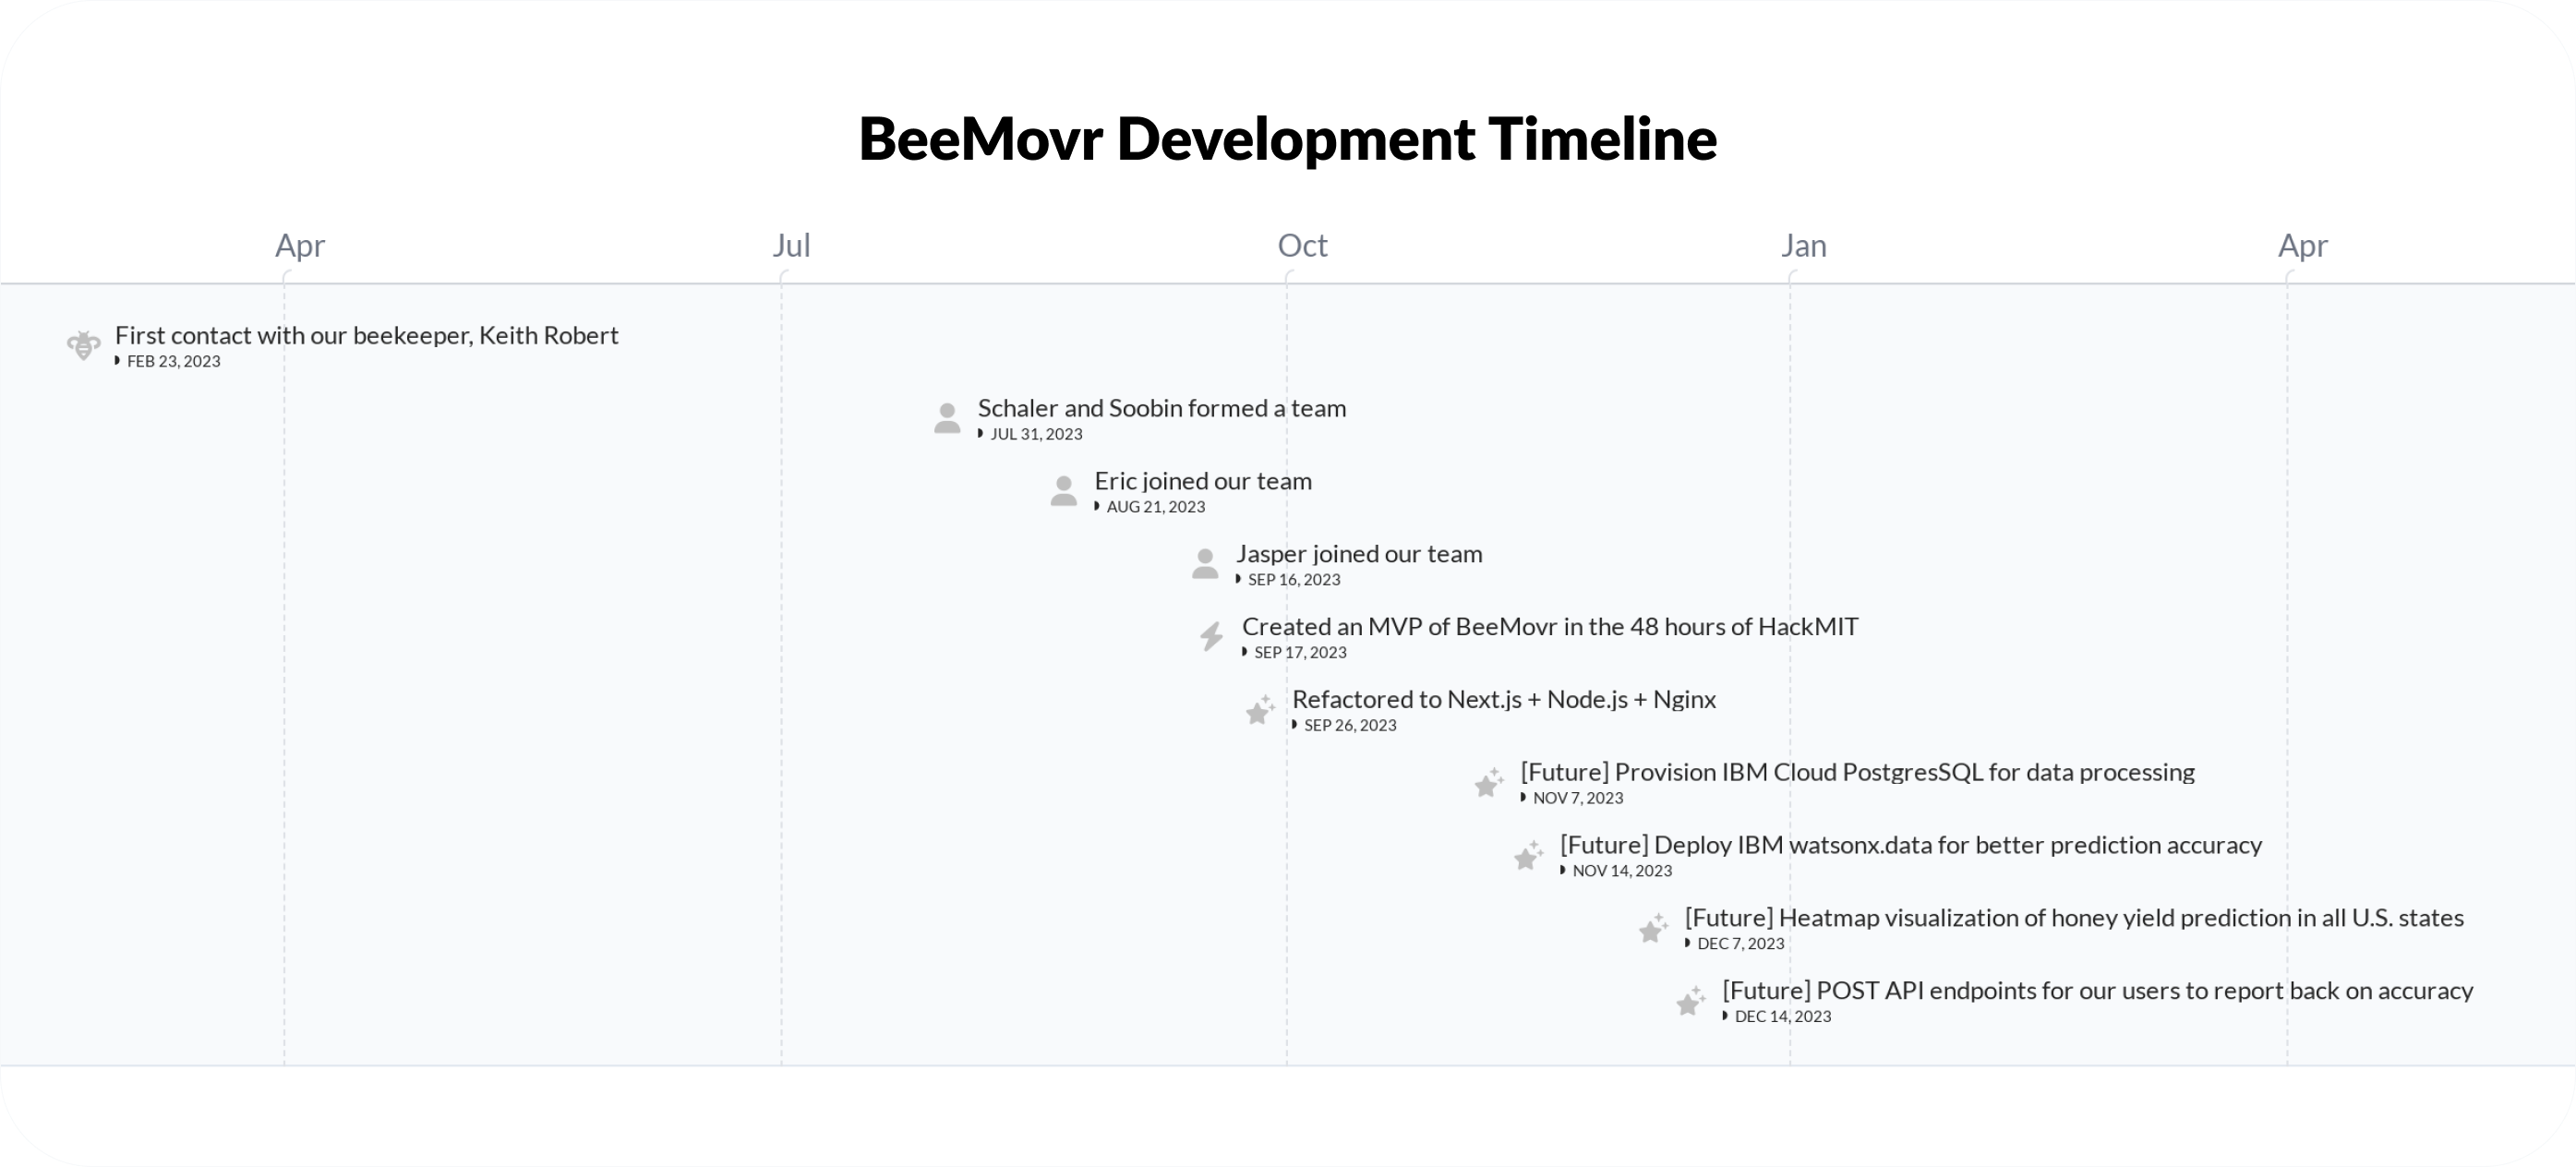 BeeMovr Development Timeline
Apr Jul Oct Jan Apr
First contact with our beekeeper, Keith Robert
FEB 23, 2023
Schaler and Soobin formed a team
JUL 31, 2023
Eric joined our team
AUG 21, 2023
Jasper joined our team
SEP 16, 2023
Created an MVP of BeeMovr in the 48 hours of HackMIT
SEP 17, 2023
Refactored to Next.js + Node.js + Nginx
SEP 26, 2023
[Future] Provision IBM Cloud PostgresSQL for data processing
NOV 7, 2023
[Future] Deploy IBM watsonx.data for better prediction accuracy
NOV 14, 2023
[Future] Heatmap visualization of honey yield prediction in all U.S. states
DEC 7, 2023
[Future] POST API endpoints for our users to report back on accuracy
DEC 14, 2023